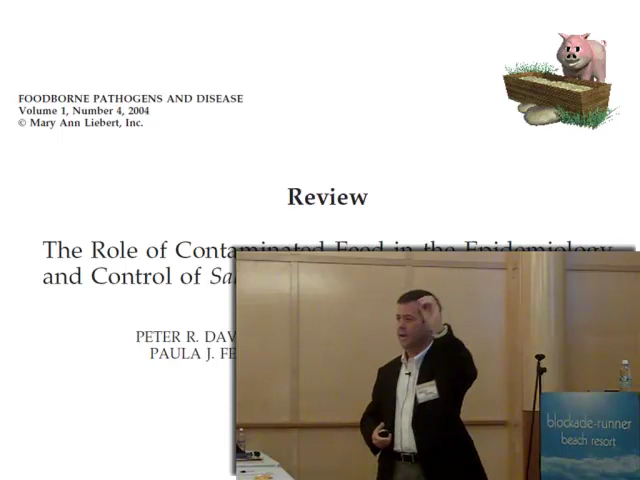 FOODBORNE PATHOGENS AND DISEASE
Volume 1, Number 4, 2004
© Mary Ann Liebert, Inc.
Review
The Role of Contaminated Feed in the Epidemiology
and Control of Sal
PETER R. DAV
PAULA J. FE
blockade-runner
beach resort